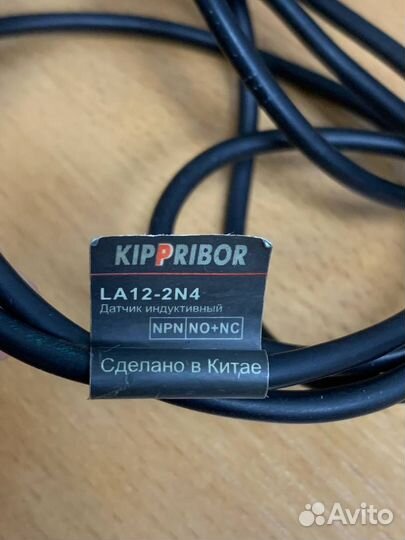 KIPPRIBOR
LA12-2N4
Датчик индуктивный
NPN NO+NC
Сделано в Китае
Avito